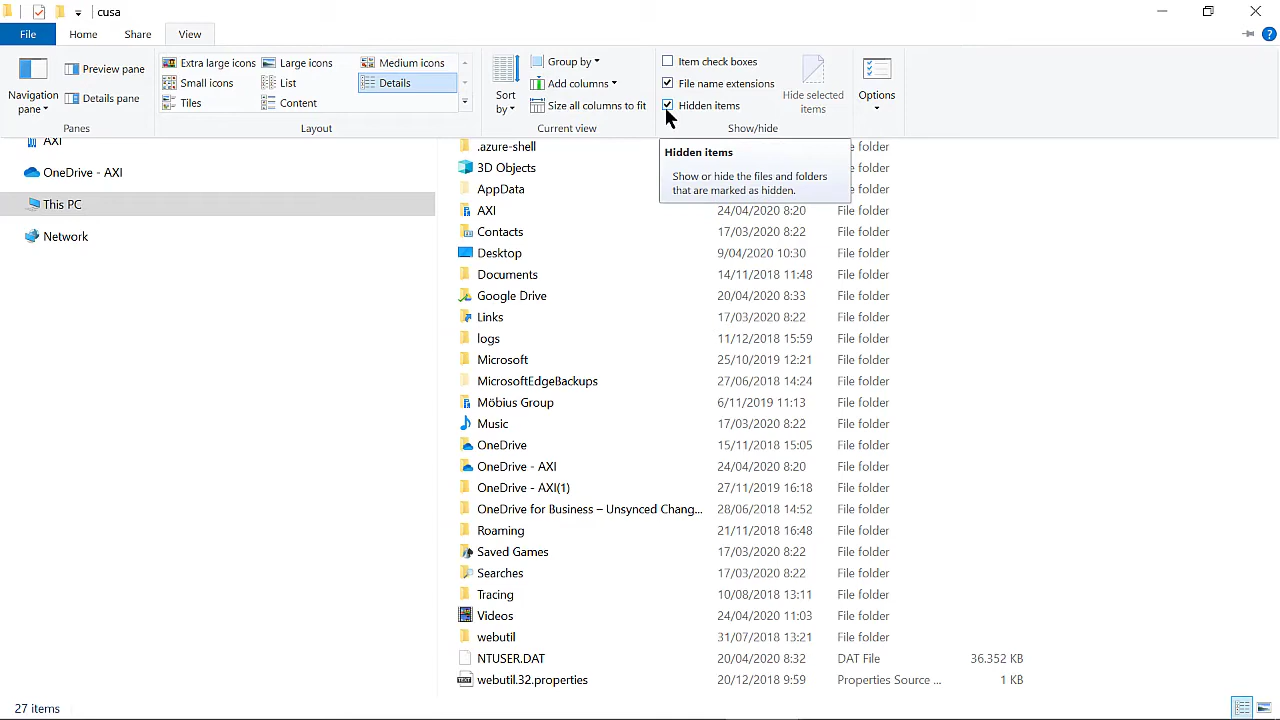 cusa
File Home Share View
Navigation pane
Preview pane
Details pane
Panes
Extra large icons Large icons Medium icons
Small icons List Details
Tiles Content
Layout
Sort by
Group by
Add columns
Size all columns to fit
Current view
Item check boxes
File name extensions
Hidden items
Hide selected items
Show/hide
Options
Hidden items
Show or hide the files and folders
that are marked as hidden.
AXI
OneDrive - AXI
This PC
Network
.azure-shell File folder
3D Objects File folder
AppData File folder
AXI 24/04/2020 8:20 File folder
Contacts 17/03/2020 8:22 File folder
Desktop 9/04/2020 10:30 File folder
Documents 14/11/2018 11:48 File folder
Google Drive 20/04/2020 8:33 File folder
Links 17/03/2020 8:22 File folder
logs 11/12/2018 15:59 File folder
Microsoft 25/10/2019 12:21 File folder
MicrosoftEdgeBackups 27/06/2018 14:24 File folder
Möbius Group 6/11/2019 11:13 File folder
Music 17/03/2020 8:22 File folder
OneDrive 15/11/2018 15:05 File folder
OneDrive - AXI 24/04/2020 8:20 File folder
OneDrive - AXI(1) 27/11/2019 16:18 File folder
OneDrive for Business – Unsynced Chang... 28/06/2018 14:52 File folder
Roaming 21/11/2018 16:48 File folder
Saved Games 17/03/2020 8:22 File folder
Searches 17/03/2020 8:22 File folder
Tracing 10/08/2018 13:11 File folder
Videos 24/04/2020 11:03 File folder
webutil 31/07/2018 13:21 File folder
NTUSER.DAT 20/04/2020 8:32 DAT File 36.352 KB
webutil.32.properties 20/12/2018 9:59 Properties Source ... 1 KB
27 items